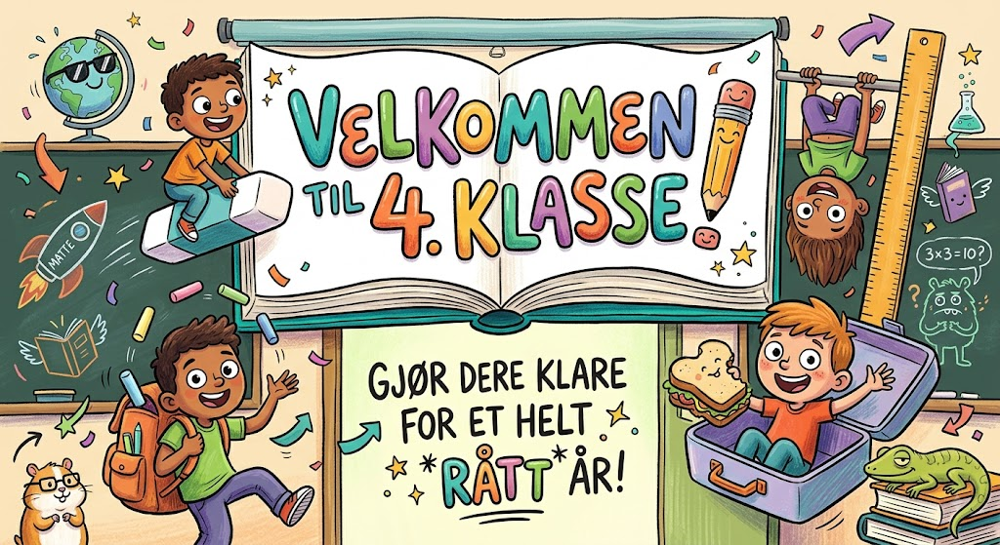 VELKOMMEN
TIL 4. KLASSE!
MATTE
3×3=10?
?
?
GJØR DERE KLARE
FOR ET HELT
*RÅTT* ÅR!